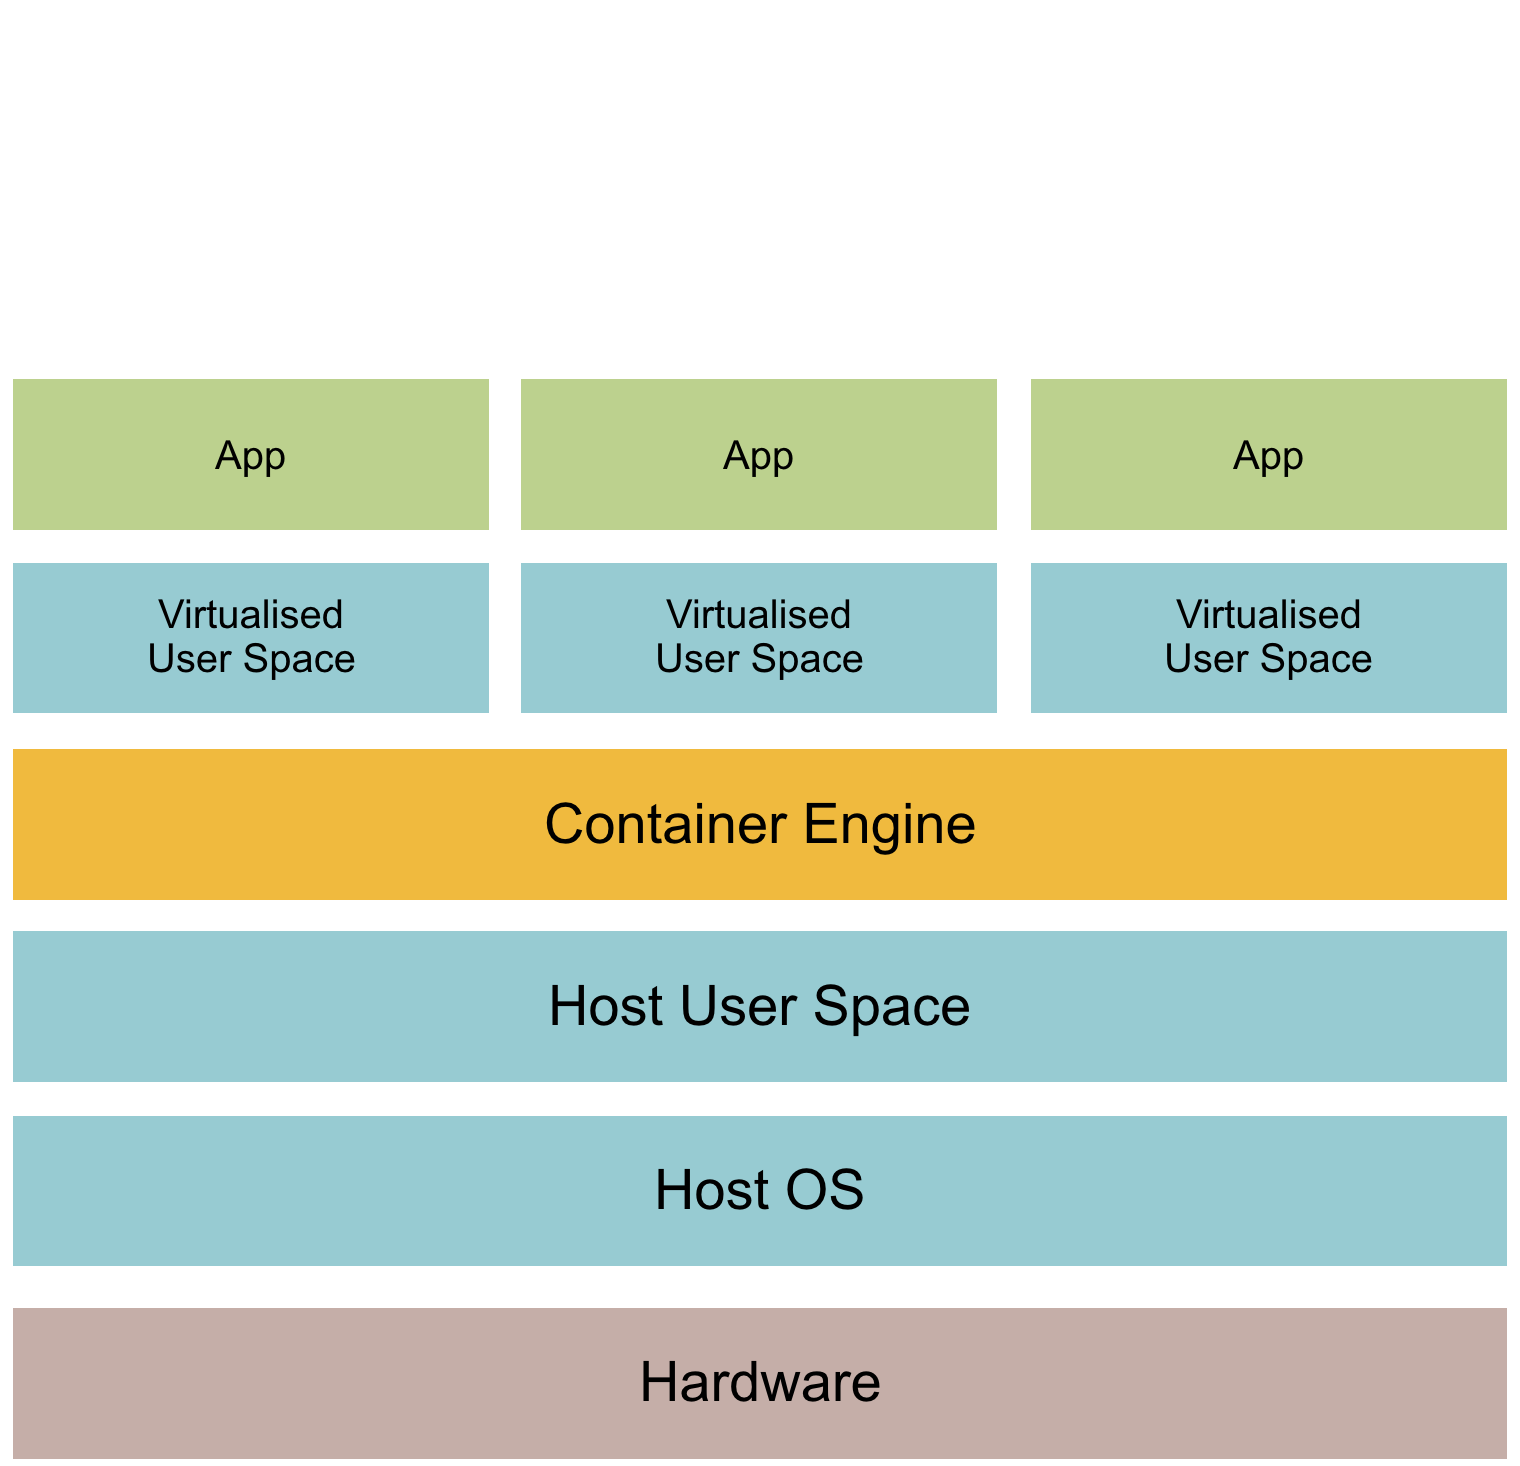 App
App
App
Virtualised
User Space
Virtualised
User Space
Virtualised
User Space
Container Engine
Host User Space
Host OS
Hardware